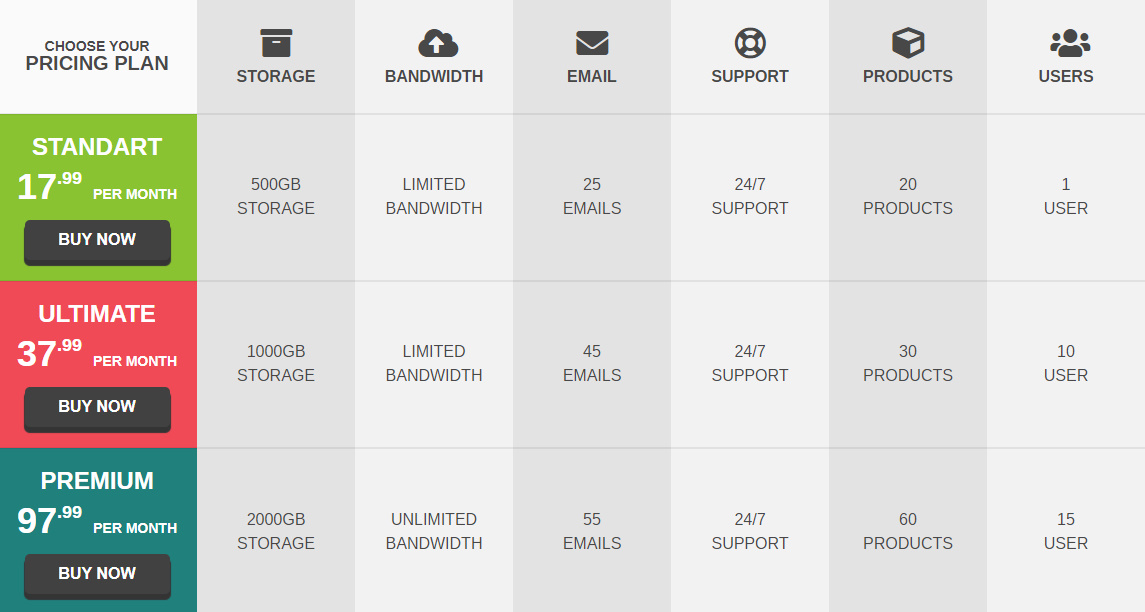 CHOOSE YOUR
PRICING PLAN
STORAGE
BANDWIDTH
EMAIL
SUPPORT
PRODUCTS
USERS
STANDART
17.99 PER MONTH
BUY NOW
500GB
STORAGE
LIMITED
BANDWIDTH
25
EMAILS
24/7
SUPPORT
20
PRODUCTS
1
USER
ULTIMATE
37.99 PER MONTH
BUY NOW
1000GB
STORAGE
LIMITED
BANDWIDTH
45
EMAILS
24/7
SUPPORT
30
PRODUCTS
10
USER
PREMIUM
97.99 PER MONTH
BUY NOW
2000GB
STORAGE
UNLIMITED
BANDWIDTH
55
EMAILS
24/7
SUPPORT
60
PRODUCTS
15
USER